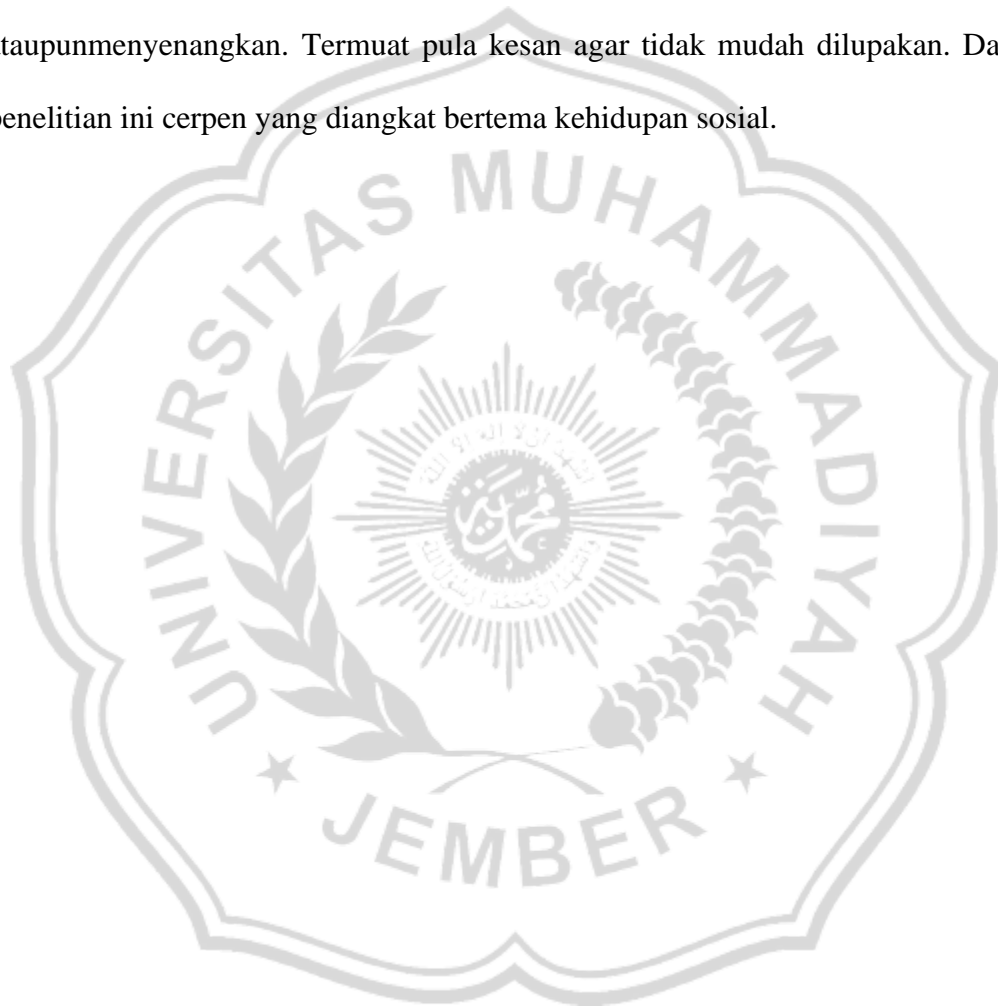 ataupunmenyenangkan. Termuat pula kesan agar tidak mudah dilupakan. Da
penelitian ini cerpen yang diangkat bertema kehidupan sosial.
UNIVERSITAS MUHAMMADIYAH
JEMBER